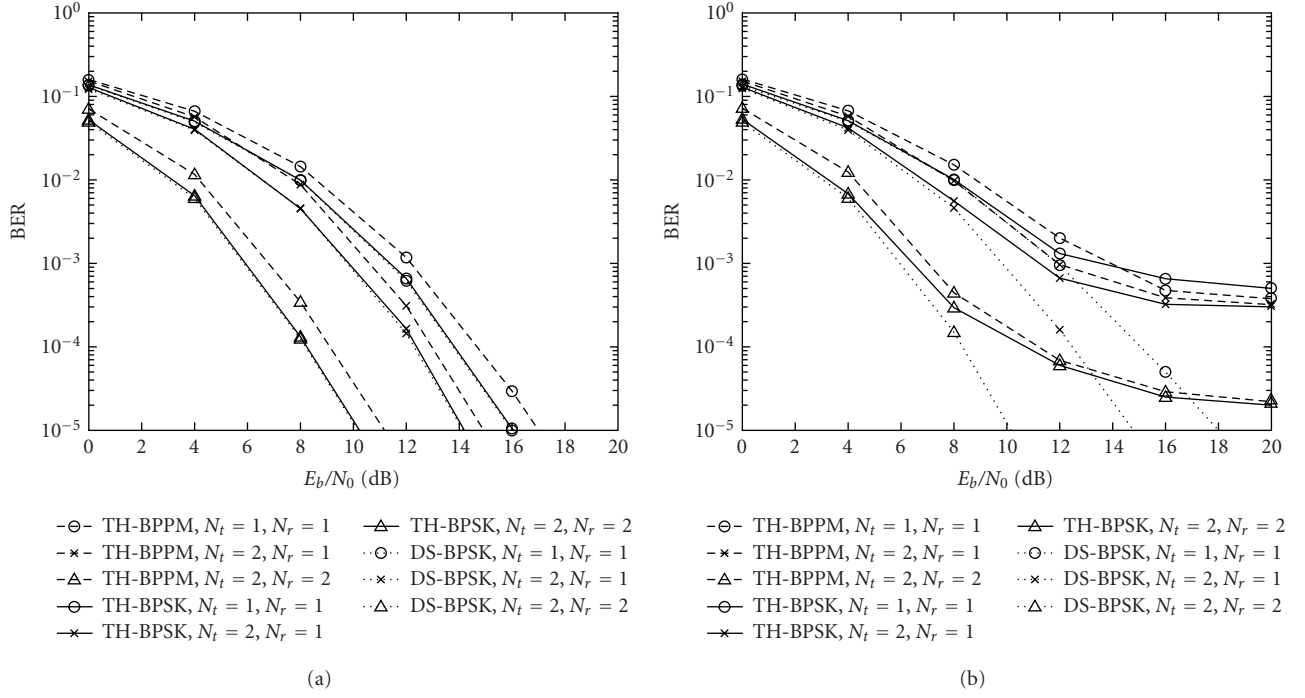 10^0
10^−1
10^−2
10^−3
10^−4
10^−5
BER
0 2 4 6 8 10 12 14 16 18 20
E_b/N_0 (dB)
TH-BPPM, N_t = 1, N_r = 1
TH-BPPM, N_t = 2, N_r = 1
TH-BPPM, N_t = 2, N_r = 2
TH-BPSK, N_t = 1, N_r = 1
TH-BPSK, N_t = 2, N_r = 1
TH-BPSK, N_t = 2, N_r = 2
DS-BPSK, N_t = 1, N_r = 1
DS-BPSK, N_t = 2, N_r = 1
DS-BPSK, N_t = 2, N_r = 2
(a)
10^0
10^−1
10^−2
10^−3
10^−4
10^−5
BER
0 2 4 6 8 10 12 14 16 18 20
E_b/N_0 (dB)
TH-BPPM, N_t = 1, N_r = 1
TH-BPPM, N_t = 2, N_r = 1
TH-BPPM, N_t = 2, N_r = 2
TH-BPSK, N_t = 1, N_r = 1
TH-BPSK, N_t = 2, N_r = 1
TH-BPSK, N_t = 2, N_r = 2
DS-BPSK, N_t = 1, N_r = 1
DS-BPSK, N_t = 2, N_r = 1
DS-BPSK, N_t = 2, N_r = 2
(b)